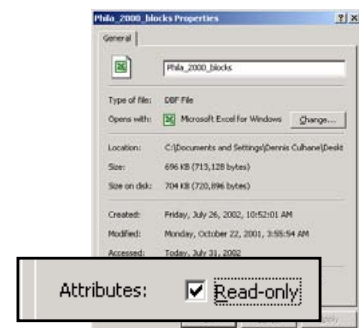 Phila_2000_blocks Properties
General
Phila_2000_blocks
Type of file: DBF File
Opens with: Microsoft Excel for Windows Change...
Location: C:\Documents and Settings\Dennis Culhane\Deskt
Size: 696 KB (713,128 bytes)
Size on disk: 704 KB (720,896 bytes)
Created: Friday, July 26, 2002, 10:52:01 AM
Modified: Monday, October 22, 2001, 3:55:54 AM
Accessed: Today, July 31, 2002
Attributes: Read-only